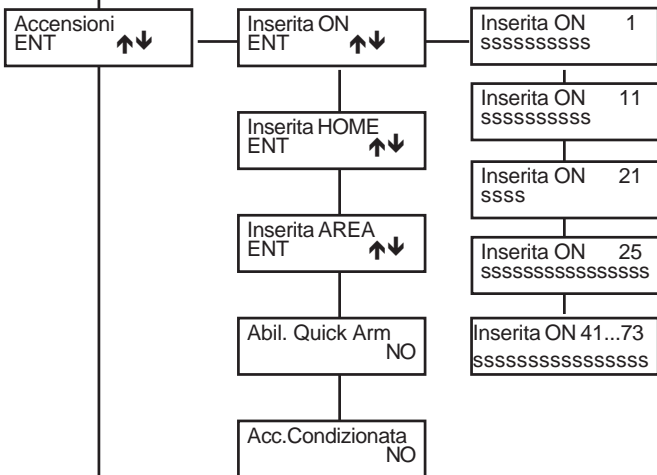 Accensioni
ENT ↑↓
Inserita ON
ENT ↑↓
Inserita HOME
ENT ↑↓
Inserita AREA
ENT ↑↓
Abil. Quick Arm
NO
Acc.Condizionata
NO
Inserita ON 1
ssssssssss
Inserita ON 11
ssssssssss
Inserita ON 21
ssss
Inserita ON 25
ssssssssssssssss
Inserita ON 41...73
ssssssssssssssss